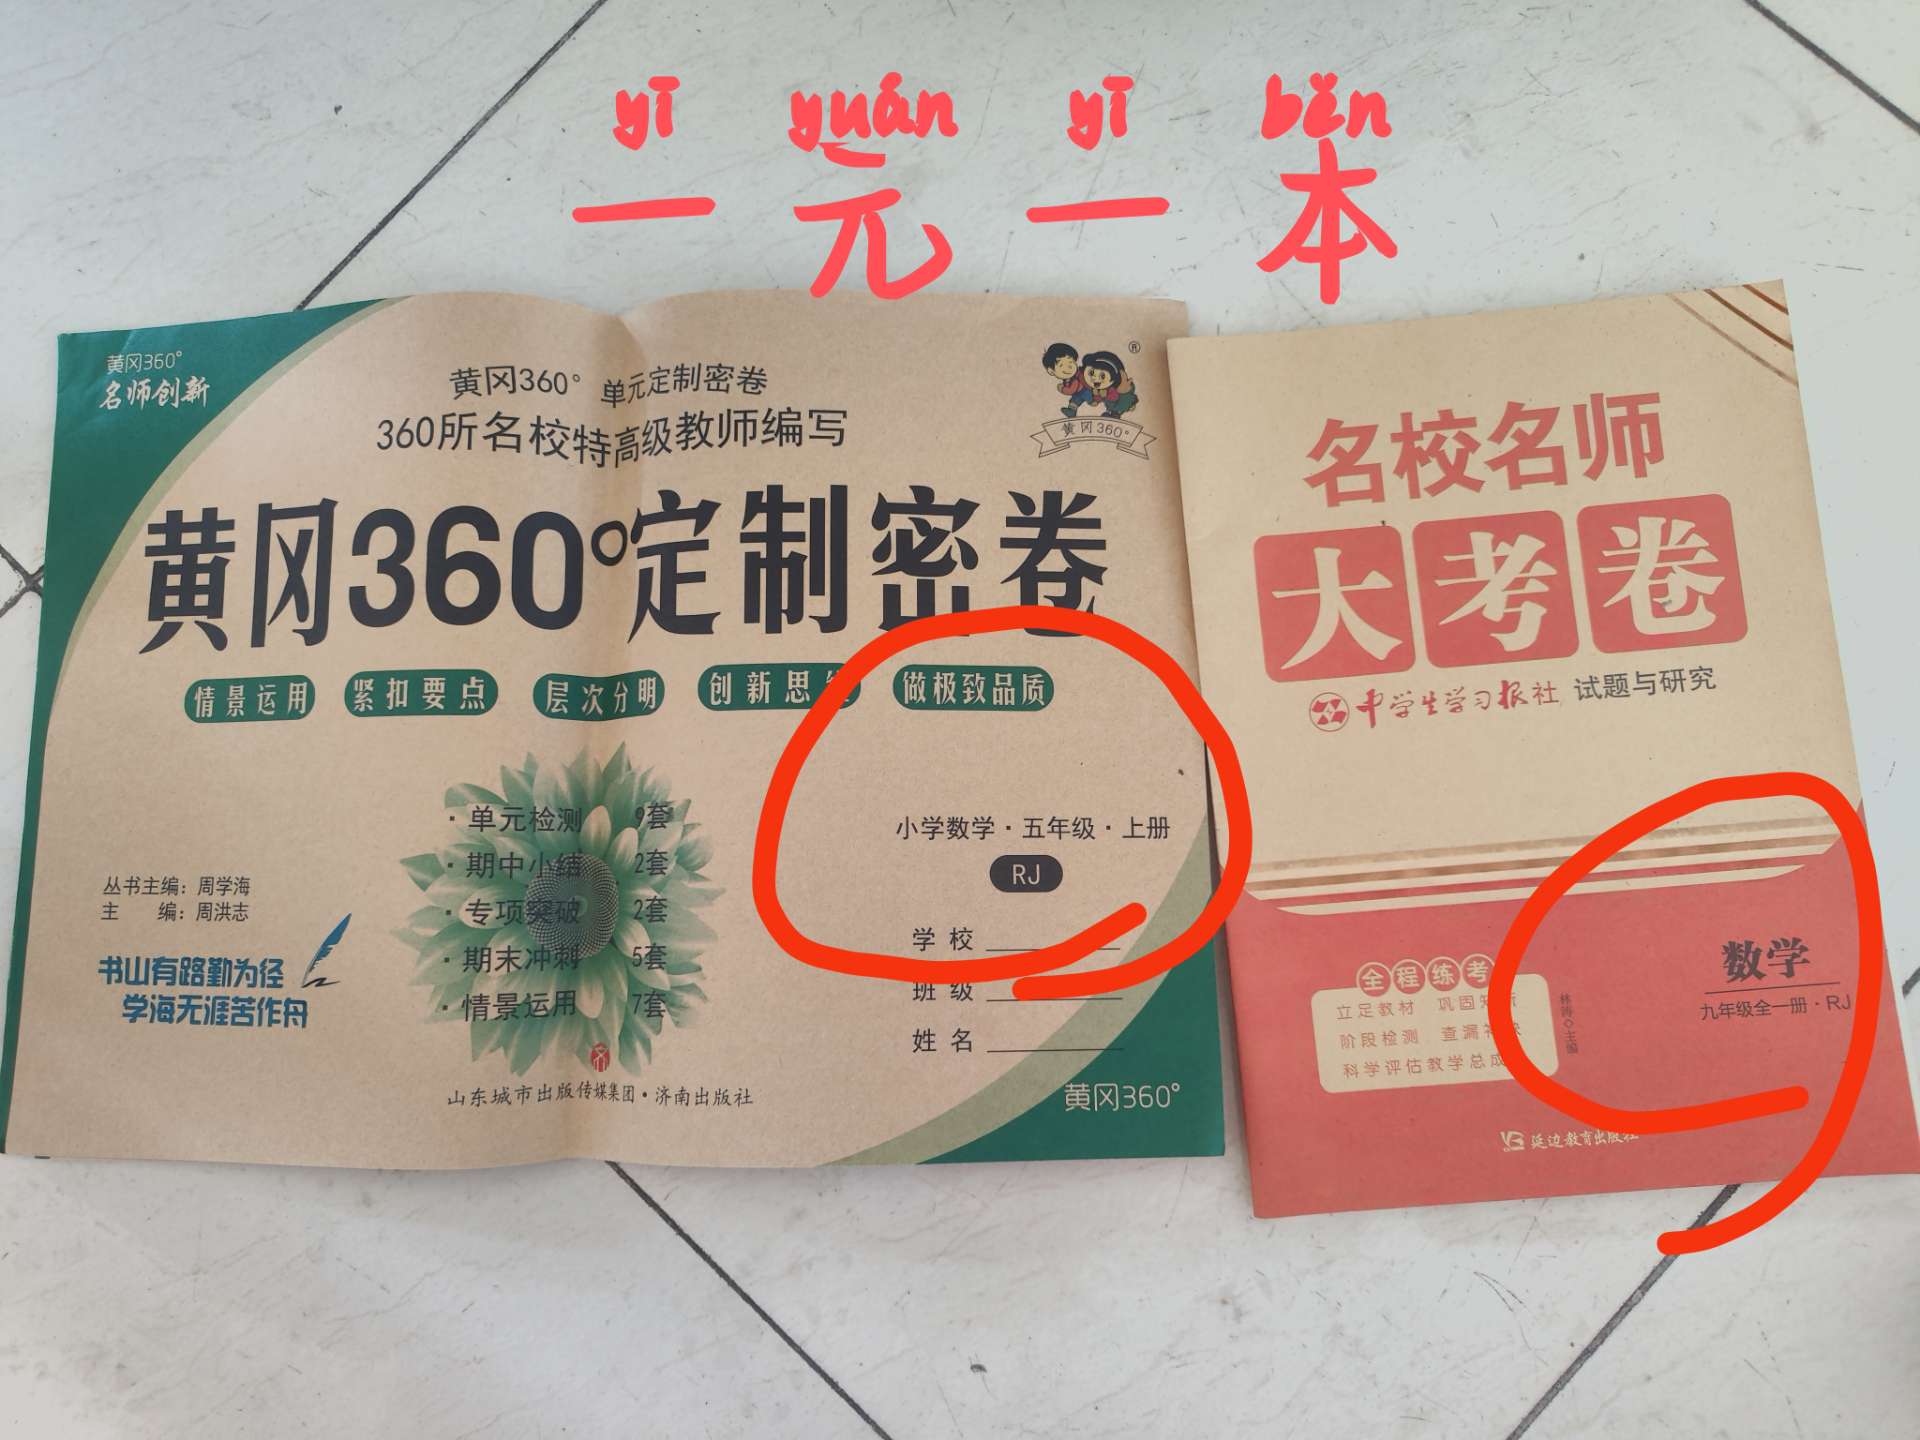 yī yuán yī běn
一元一本
黄冈360°
名师创新
黄冈360° 单元定制密卷
360所名校特高级教师编写
®
黄冈360°
黄冈360°定制密卷
情景运用 紧扣要点 层次分明 创新思维 做极致品质
·单元检测 9套
·期中小结 2套
·专项突破 2套
·期末冲刺 5套
·情景运用 7套
小学数学·五年级·上册
RJ
学校
班级
姓名
丛书主编：周学海
主 编：周洪志
书山有路勤为径
学海无涯苦作舟
山东城市出版传媒集团·济南出版社
黄冈360°
名校名师
大考卷
中学生学习报社 试题与研究
数学
九年级全一册·RJ
全程练考
立足教材 巩固知
阶段检测 查漏补缺
科学评估 教学总成
主编
延边教育出版社